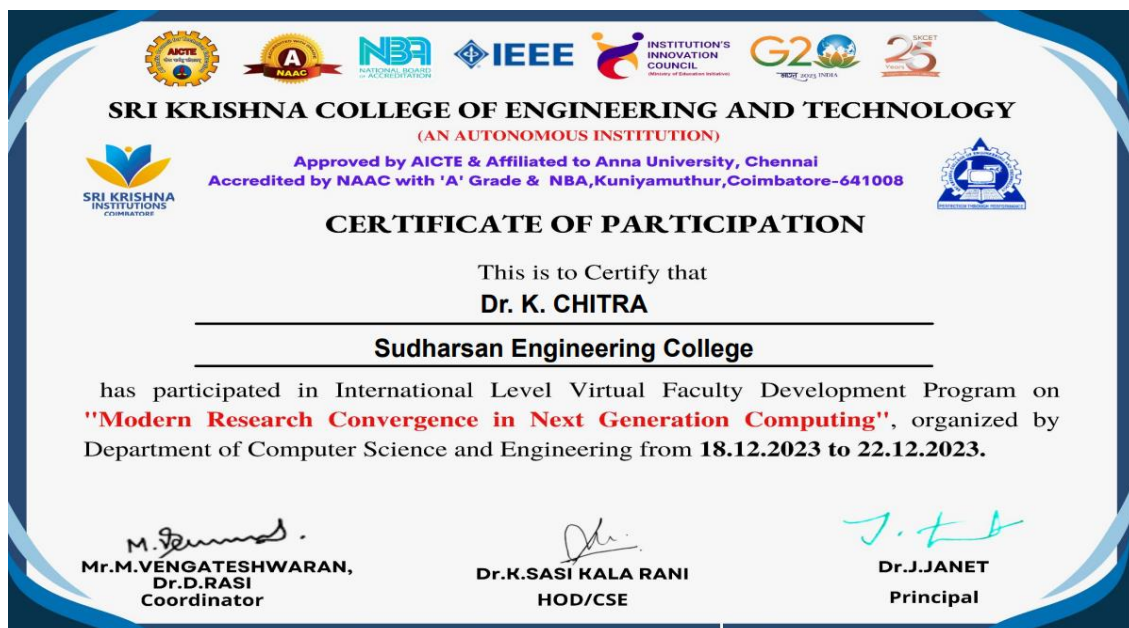 AICTE
A
NAAC
NBA
NATIONAL BOARD
OF ACCREDITATION
IEEE
INSTITUTION'S
INNOVATION
COUNCIL
(Ministry of Education Initiative)
G20
भारत 2023 INDIA
SKCET
25
Years
SRI KRISHNA COLLEGE OF ENGINEERING AND TECHNOLOGY
(AN AUTONOMOUS INSTITUTION)
Approved by AICTE & Affiliated to Anna University, Chennai
Accredited by NAAC with 'A' Grade & NBA,Kuniyamuthur,Coimbatore-641008
SRI KRISHNA
INSTITUTIONS
COIMBATORE
CERTIFICATE OF PARTICIPATION
This is to Certify that
Dr. K. CHITRA
Sudharsan Engineering College
has participated in International Level Virtual Faculty Development Program on
"Modern Research Convergence in Next Generation Computing", organized by
Department of Computer Science and Engineering from 18.12.2023 to 22.12.2023.
Mr.M.VENGATESHWARAN,
Dr.D.RASI
Coordinator
Dr.K.SASI KALA RANI
HOD/CSE
Dr.J.JANET
Principal